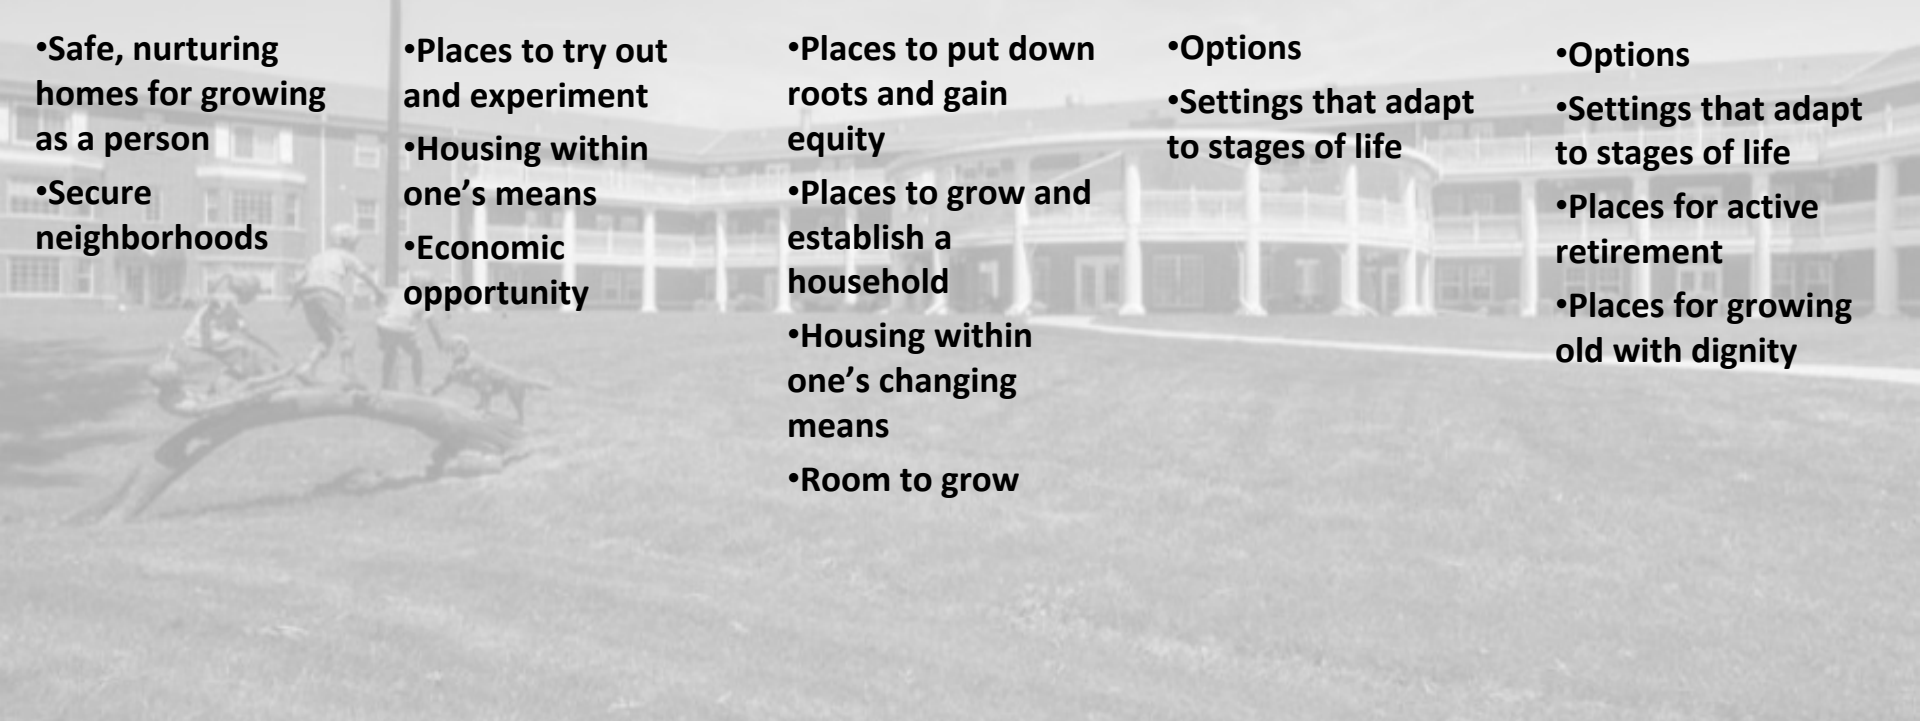 •Safe, nurturing
homes for growing
as a person
•Secure
neighborhoods
•Places to try out
and experiment
•Housing within
one’s means
•Economic
opportunity
•Places to put down
roots and gain
equity
•Places to grow and
establish a
household
•Housing within
one’s changing
means
•Room to grow
•Options
•Settings that adapt
to stages of life
•Options
•Settings that adapt
to stages of life
•Places for active
retirement
•Places for growing
old with dignity